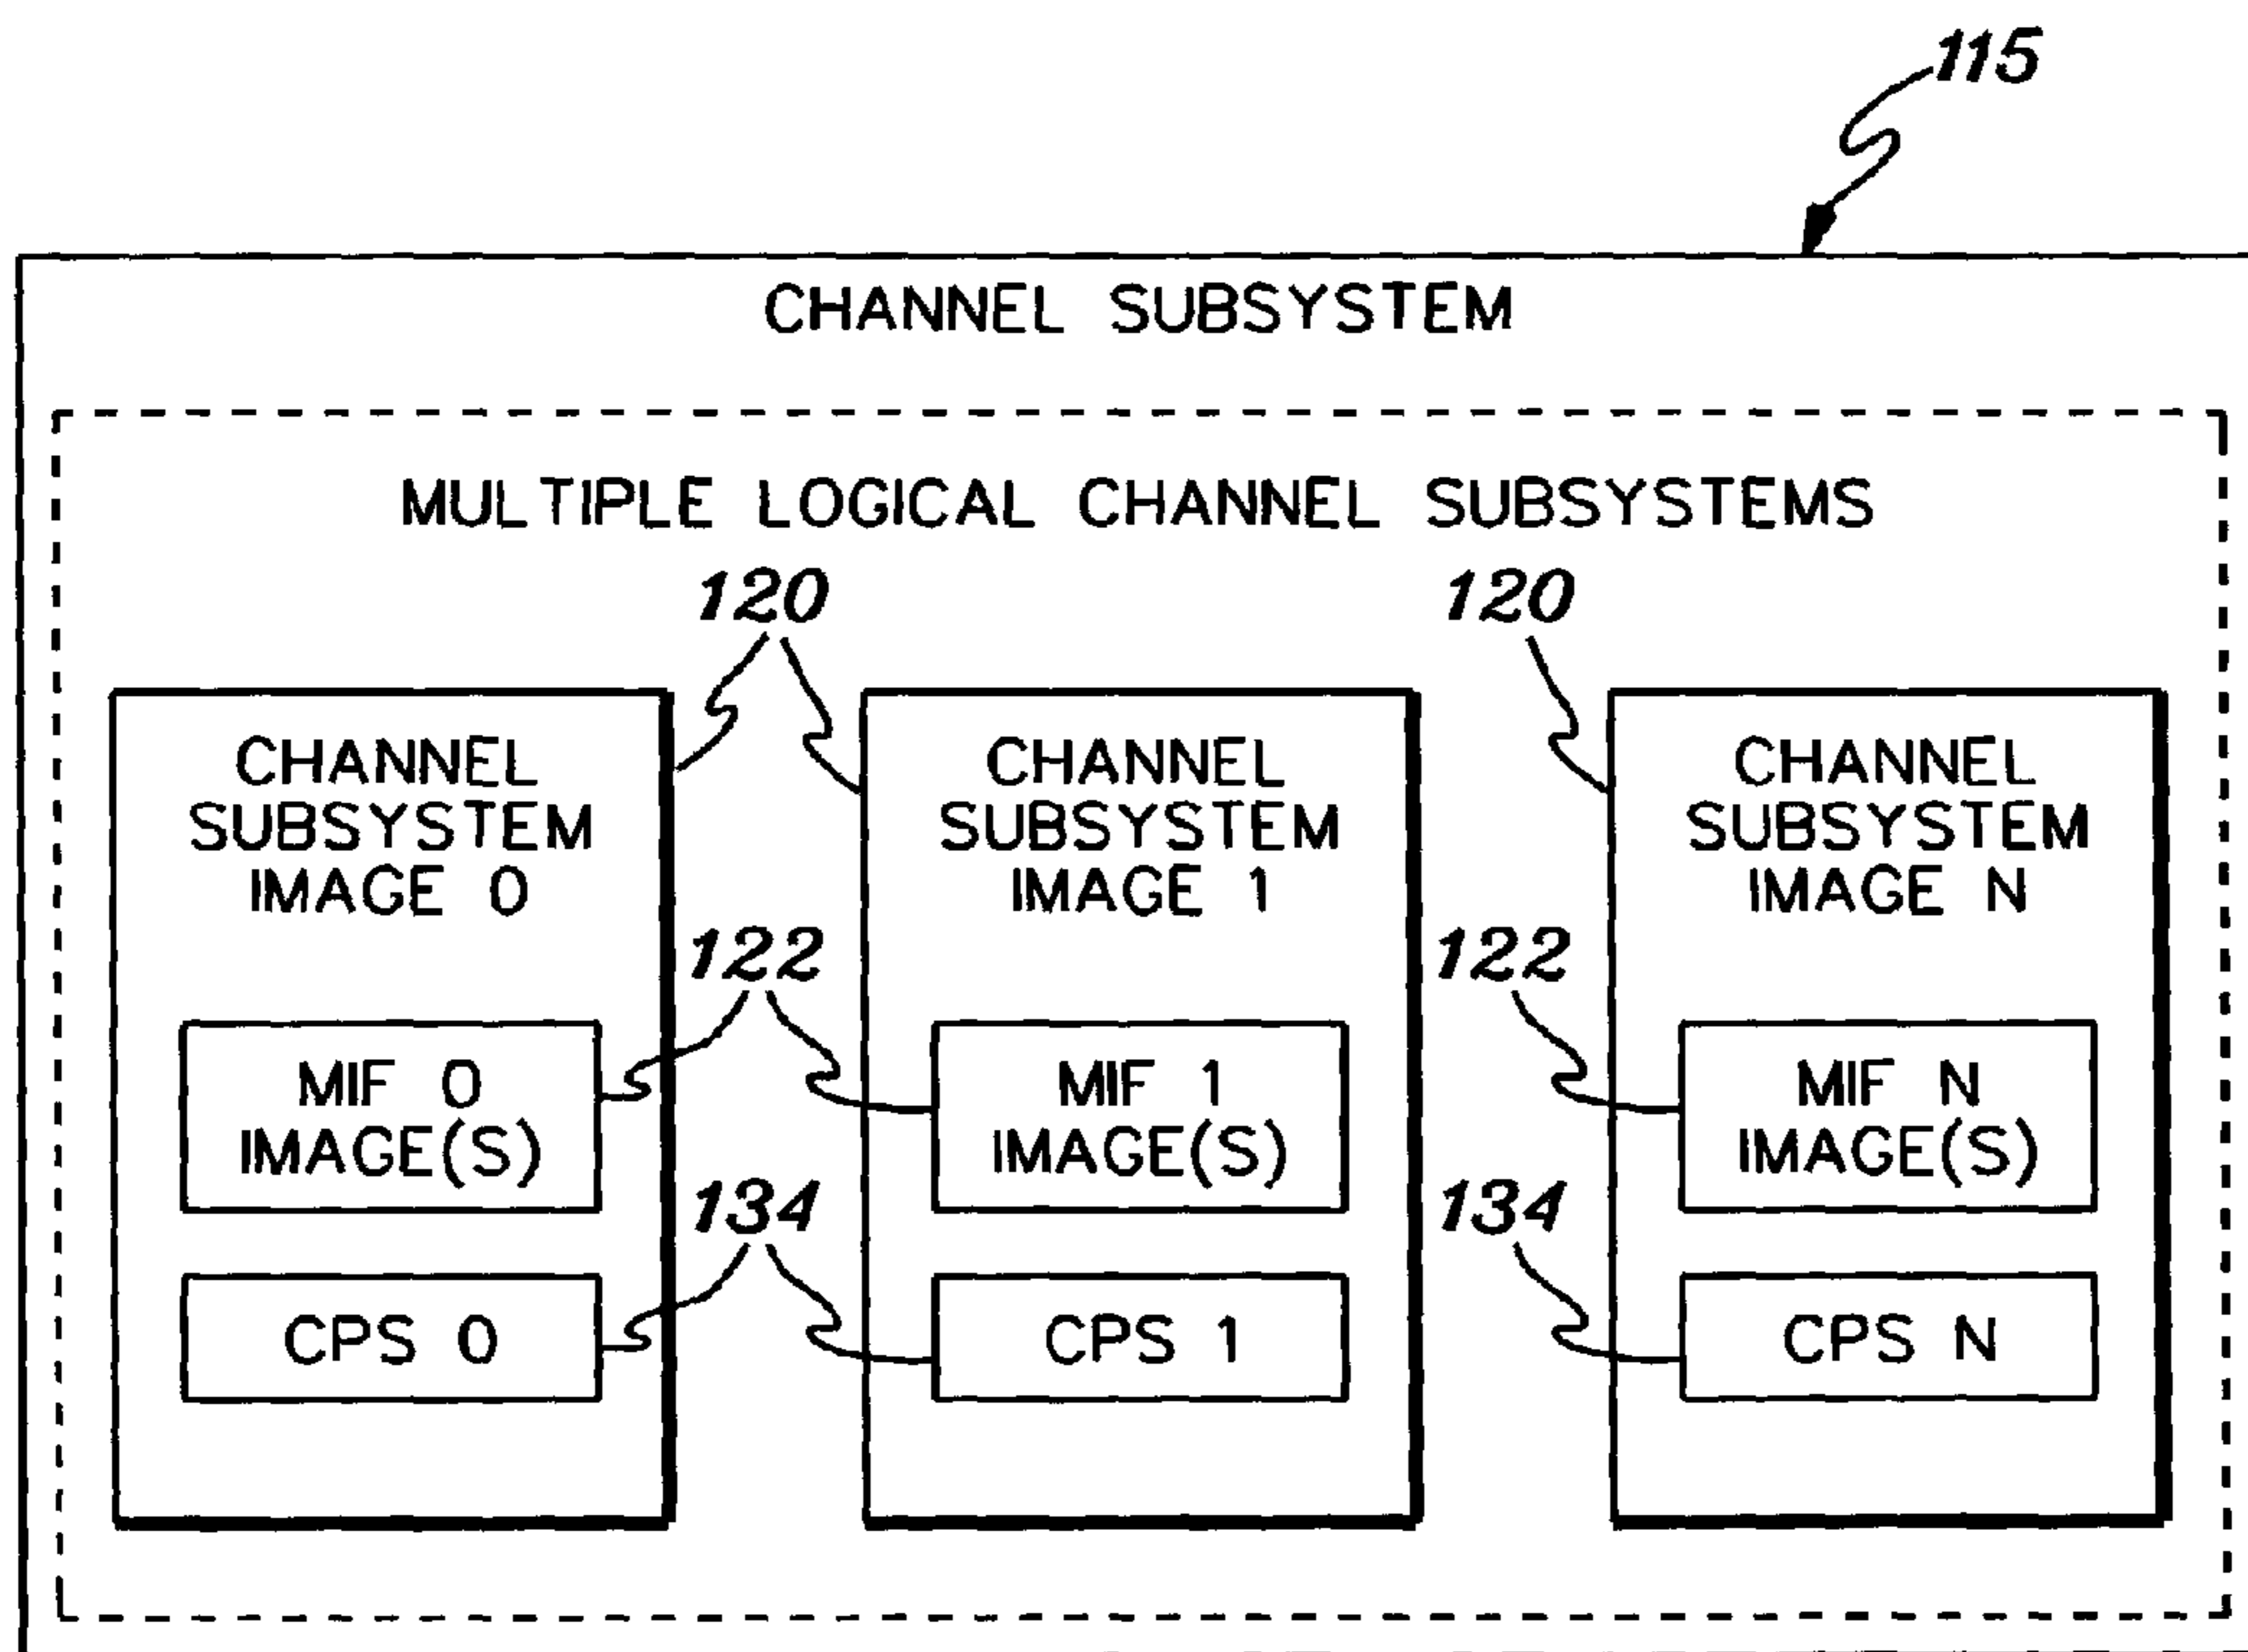 115
CHANNEL SUBSYSTEM
MULTIPLE LOGICAL CHANNEL SUBSYSTEMS
120
120
CHANNEL
SUBSYSTEM
IMAGE 0
CHANNEL
SUBSYSTEM
IMAGE 1
CHANNEL
SUBSYSTEM
IMAGE N
122
122
MIF 0
IMAGE(S)
MIF 1
IMAGE(S)
MIF N
IMAGE(S)
134
134
CPS 0
CPS 1
CPS N